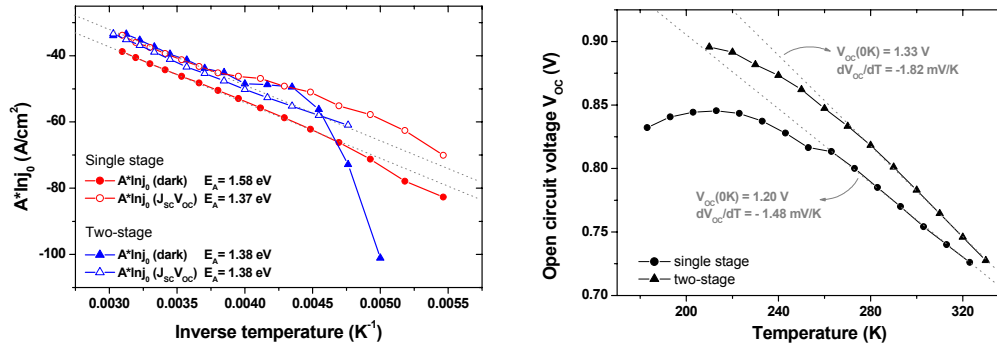 -40
-60
-80
-100
A*lnj0 (A/cm²)
Single stage
A*lnj0 (dark) EA = 1.58 eV
A*lnj0 (JSCVOC) EA = 1.37 eV
Two-stage
A*lnj0 (dark) EA = 1.38 eV
A*lnj0 (JSCVOC) EA = 1.38 eV
0.0030 0.0035 0.0040 0.0045 0.0050 0.0055
Inverse temperature (K⁻¹)
0.90
0.85
0.80
0.75
0.70
Open circuit voltage VOC (V)
VOC(0K) = 1.33 V
dVOC/dT = -1.82 mV/K
VOC(0K) = 1.20 V
dVOC/dT = - 1.48 mV/K
single stage
two-stage
200 240 280 320
Temperature (K)